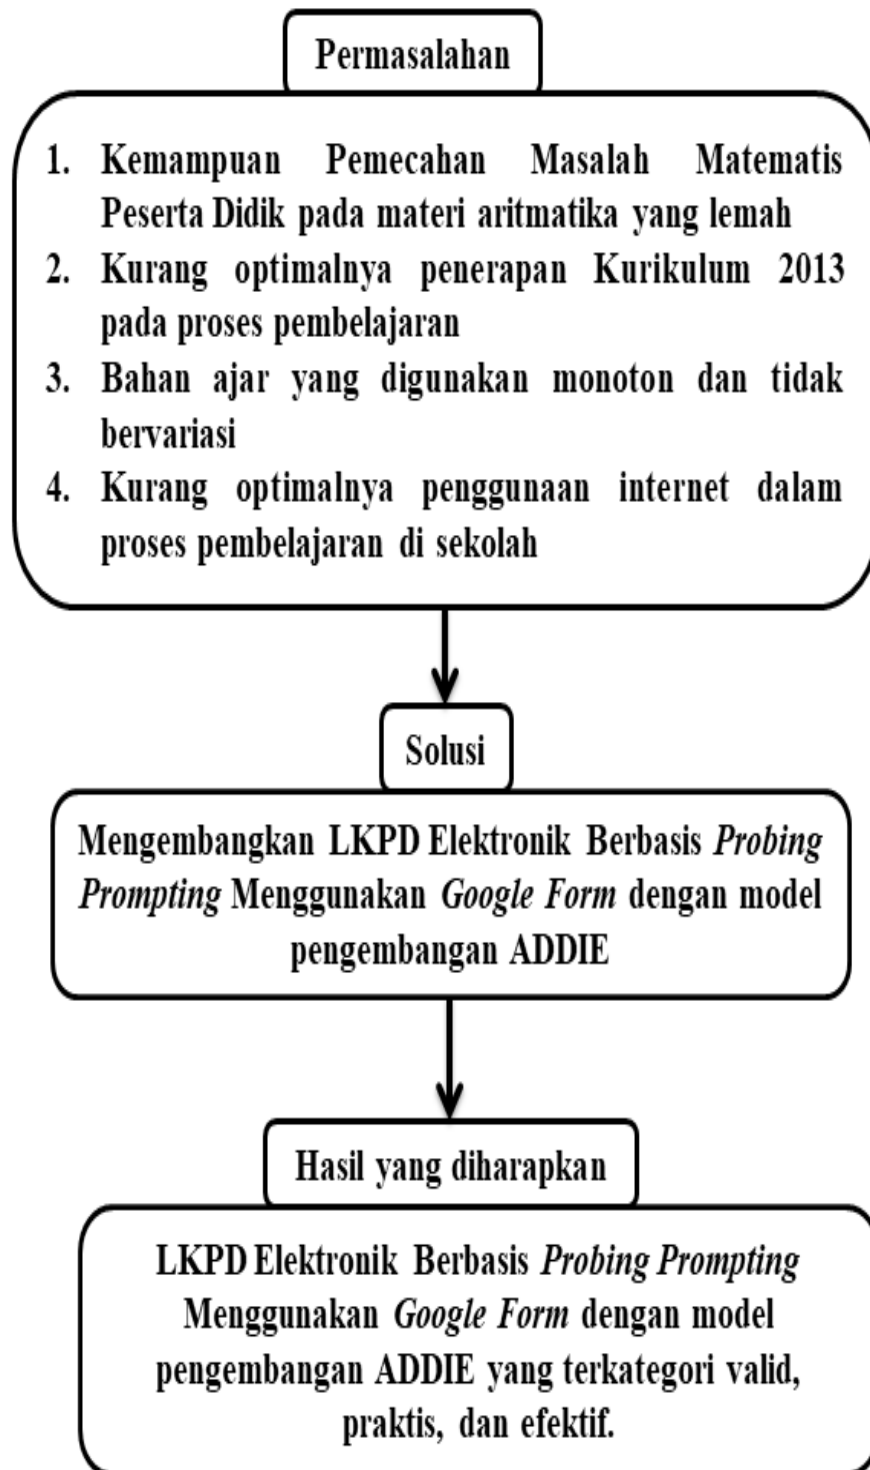 Permasalahan
1. Kemampuan Pemecahan Masalah Matematis
Peserta Didik pada materi aritmatika yang lemah
2. Kurang optimalnya penerapan Kurikulum 2013
pada proses pembelajaran
3. Bahan ajar yang digunakan monoton dan tidak
bervariasi
4. Kurang optimalnya penggunaan internet dalam
proses pembelajaran di sekolah
Solusi
Mengembangkan LKPD Elektronik Berbasis Probing
Prompting Menggunakan Google Form dengan model
pengembangan ADDIE
Hasil yang diharapkan
LKPD Elektronik Berbasis Probing Prompting
Menggunakan Google Form dengan model
pengembangan ADDIE yang terkategori valid,
praktis, dan efektif.